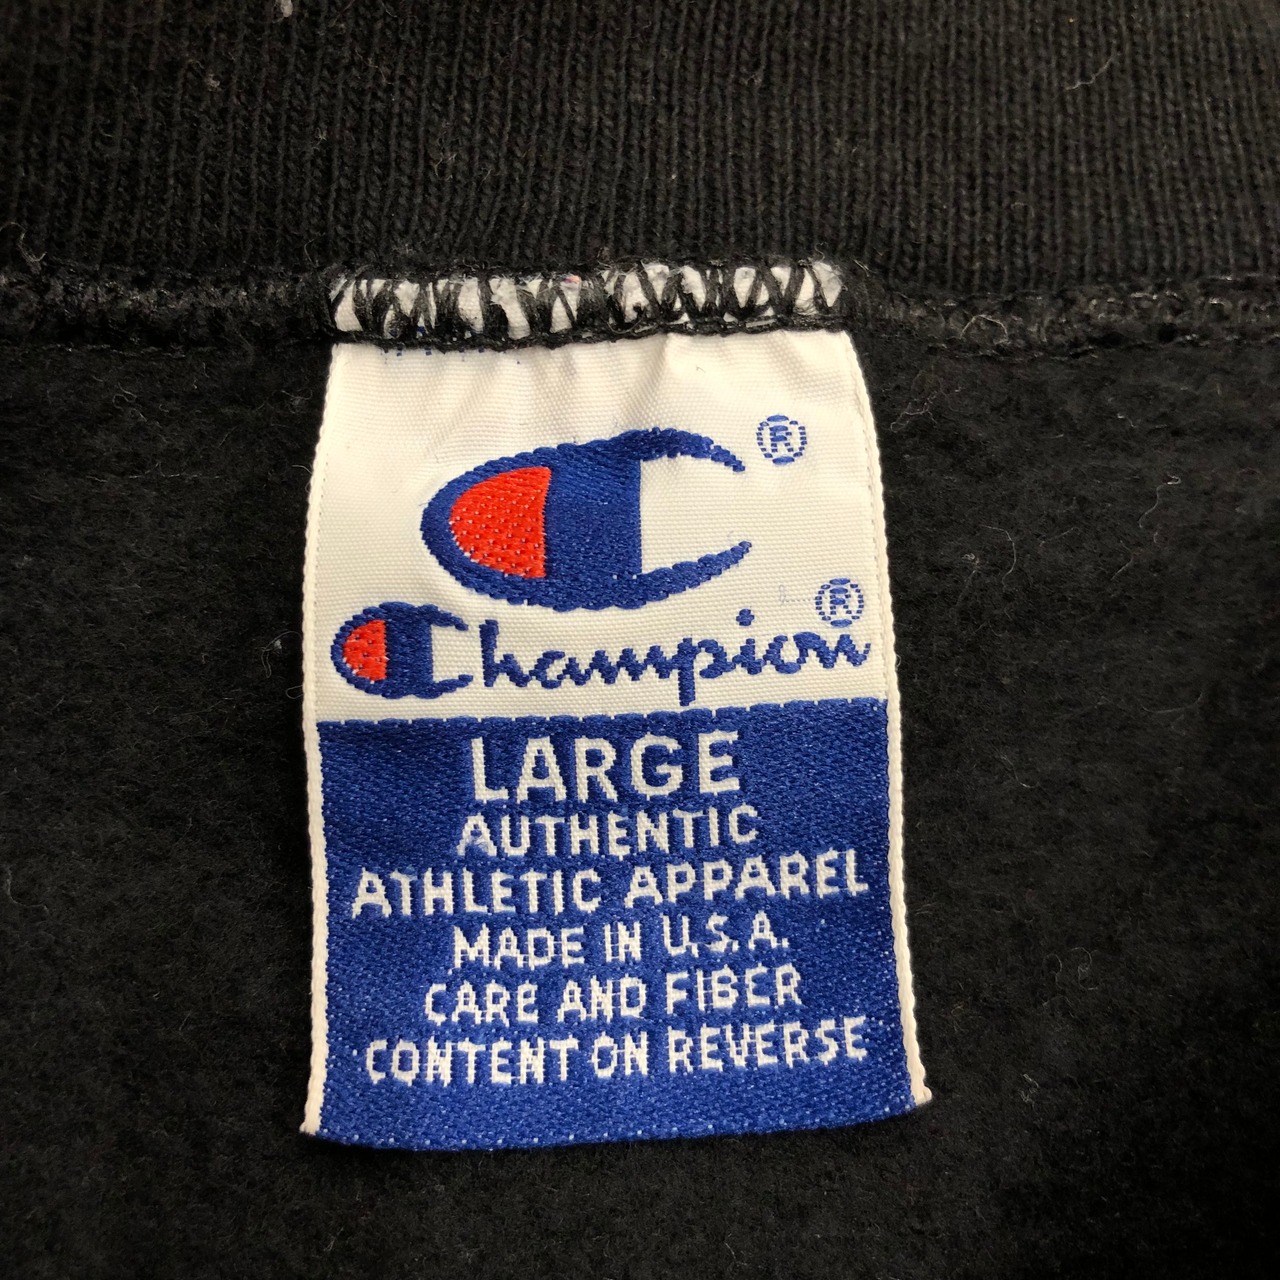 ®
Champion®
LARGE
AUTHENTIC
ATHLETIC APPAREL
MADE IN U.S.A.
CARE AND FIBER
CONTENT ON REVERSE